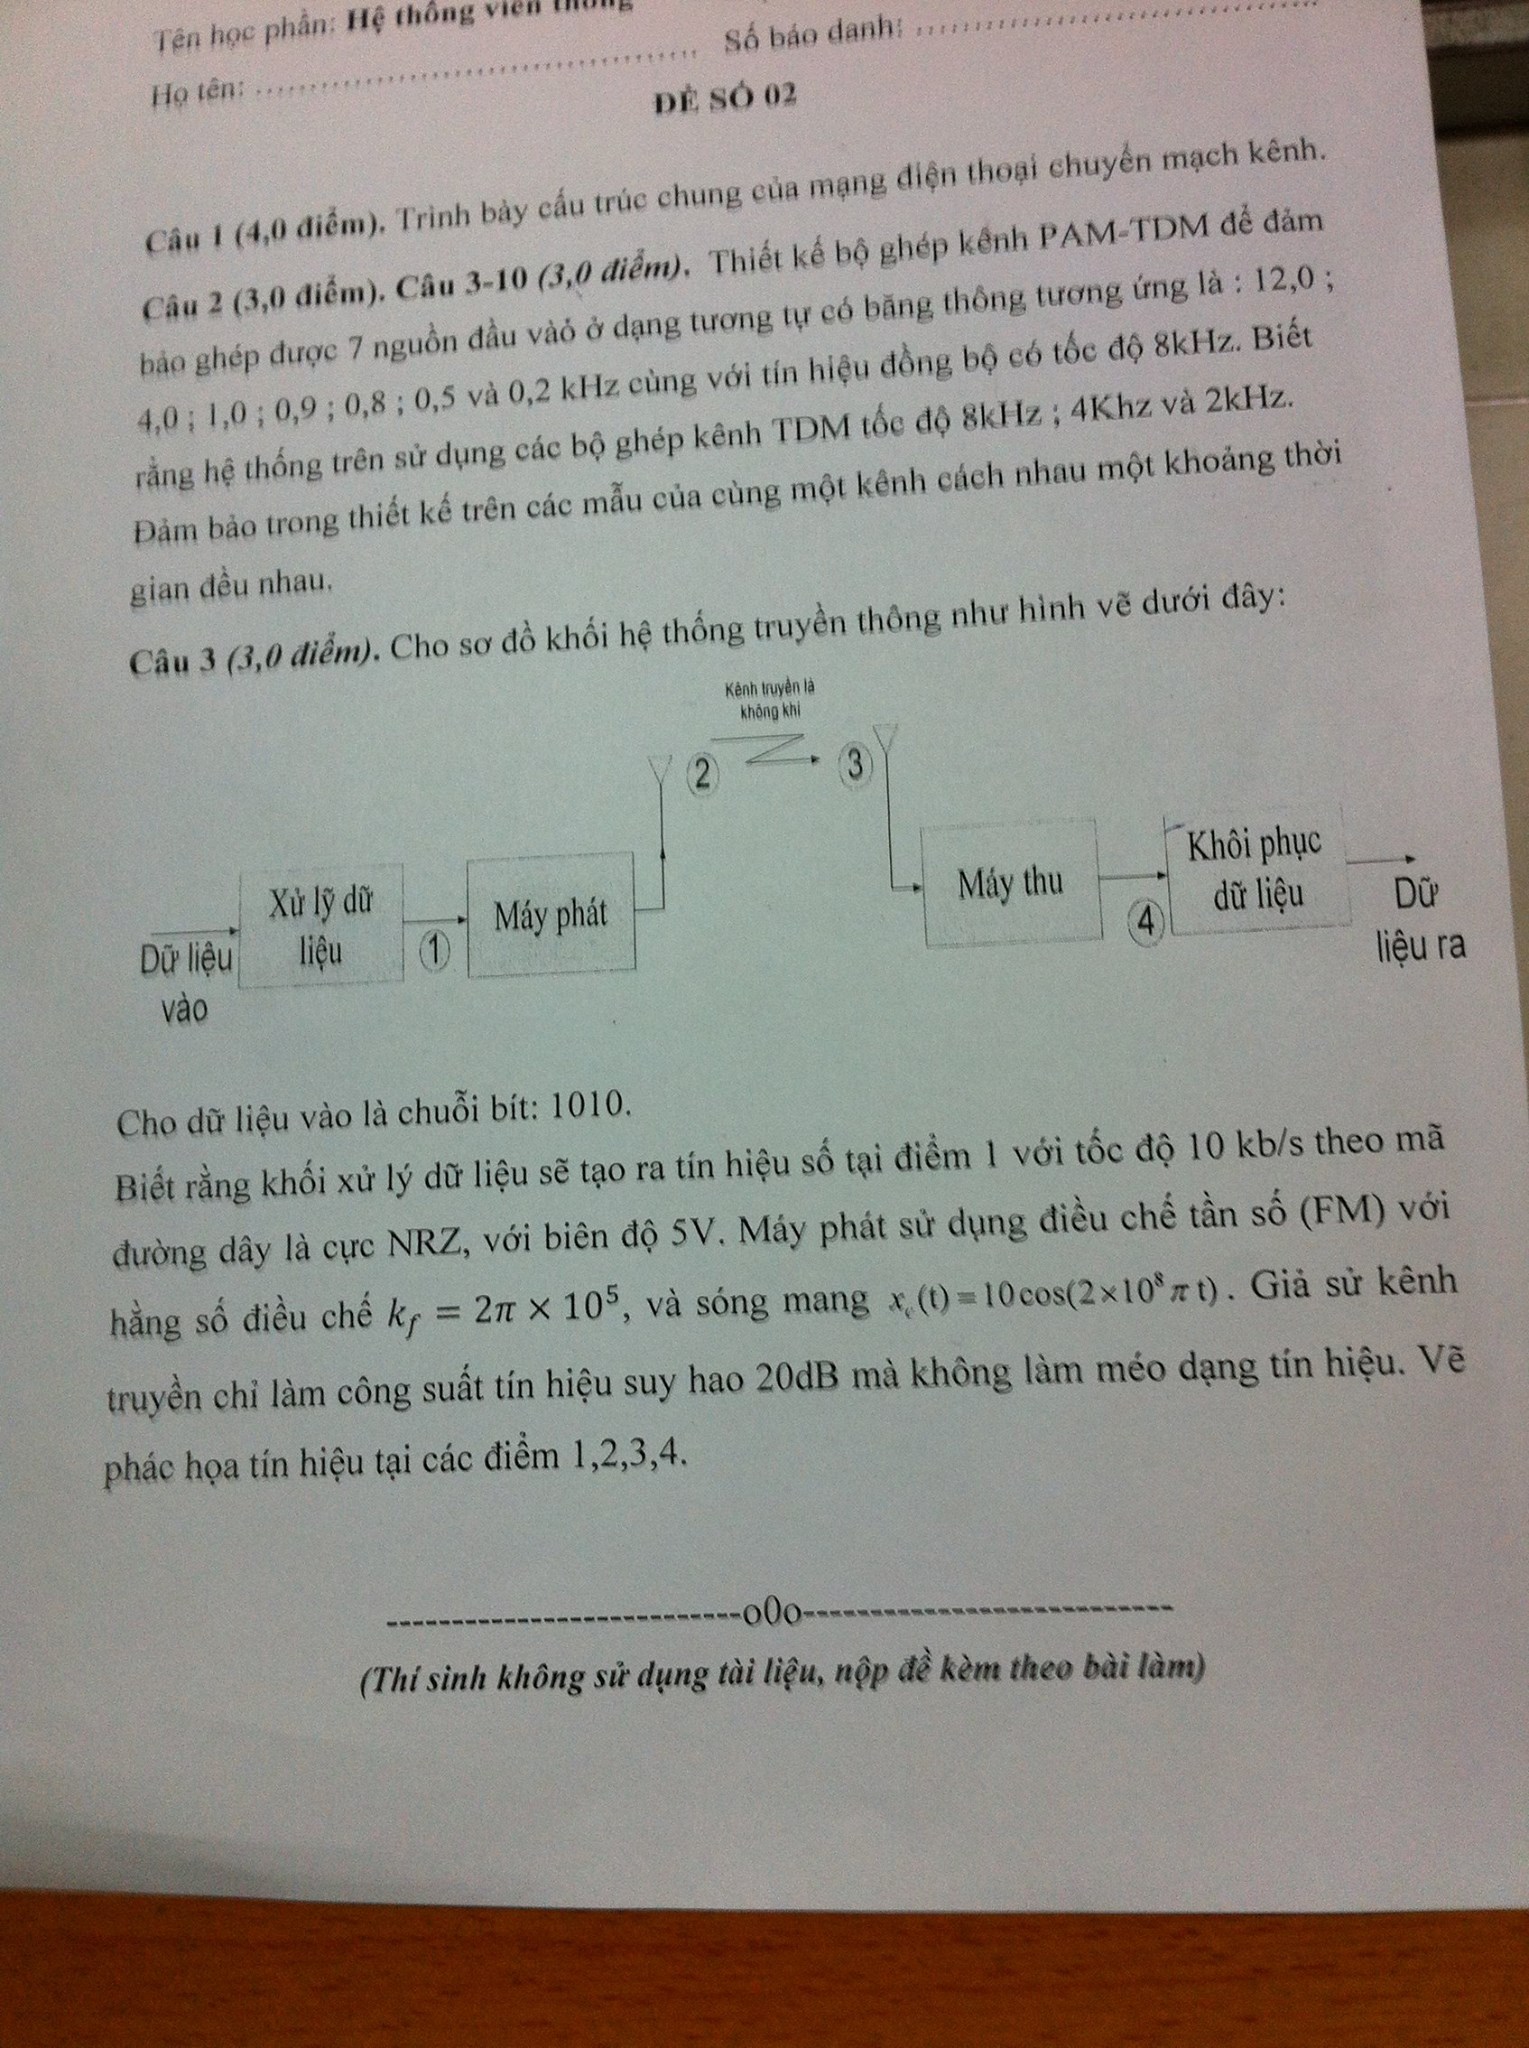 Tên học phần: Hệ thống viễn thông
Họ tên: ........................................ Số báo danh: ........................................
ĐỀ SỐ 02
Câu 1 (4,0 điểm). Trình bày cấu trúc chung của mạng điện thoại chuyển mạch kênh.
Câu 2 (3,0 điểm). Câu 3-10 (3,0 điểm). Thiết kế bộ ghép kênh PAM-TDM để đảm
bảo ghép được 7 nguồn đầu vàỏ ở dạng tương tự có băng thông tương ứng là : 12,0 ;
4,0 ; 1,0 ; 0,9 ; 0,8 ; 0,5 và 0,2 kHz cùng với tín hiệu đồng bộ có tốc độ 8kHz. Biết
rằng hệ thống trên sử dụng các bộ ghép kênh TDM tốc độ 8kHz ; 4Khz và 2kHz.
Đảm bảo trong thiết kế trên các mẫu của cùng một kênh cách nhau một khoảng thời
gian đều nhau.
Câu 3 (3,0 điểm). Cho sơ đồ khối hệ thống truyền thông như hình vẽ dưới đây:
Kênh truyền là
không khí
2
3
Dữ liệu
vào
Xử lý dữ
liệu
1
Máy phát
Máy thu
4
Khôi phục
dữ liệu
Dữ
liệu ra
Cho dữ liệu vào là chuỗi bít: 1010.
Biết rằng khối xử lý dữ liệu sẽ tạo ra tín hiệu số tại điểm 1 với tốc độ 10 kb/s theo mã
đường dây là cực NRZ, với biên độ 5V. Máy phát sử dụng điều chế tần số (FM) với
hằng số điều chế k_f = 2π × 10⁵, và sóng mang x_c(t) = 10cos(2×10⁸π t). Giả sử kênh
truyền chỉ làm công suất tín hiệu suy hao 20dB mà không làm méo dạng tín hiệu. Vẽ
phác họa tín hiệu tại các điểm 1,2,3,4.
---------------------------o0o----------------------------
(Thí sinh không sử dụng tài liệu, nộp đề kèm theo bài làm)